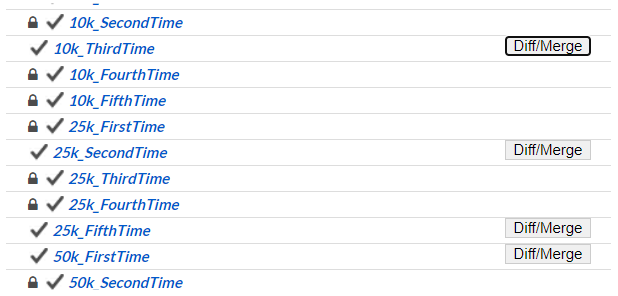 10k_SecondTime
10k_ThirdTime Diff/Merge
10k_FourthTime
10k_FifthTime
25k_FirstTime
25k_SecondTime Diff/Merge
25k_ThirdTime
25k_FourthTime
25k_FifthTime Diff/Merge
50k_FirstTime Diff/Merge
50k_SecondTime